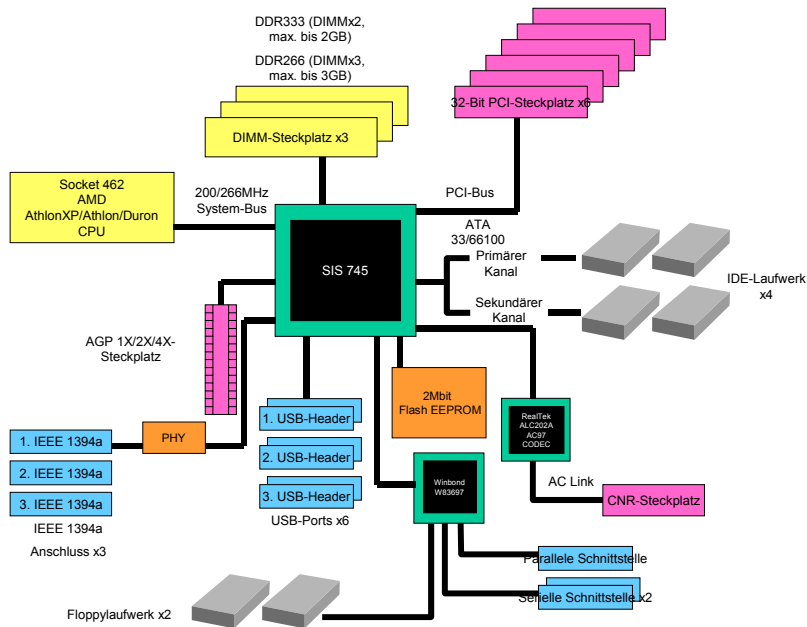 DDR333 (DIMMx2,
max. bis 2GB)
DDR266 (DIMMx3,
max. bis 3GB)
DIMM-Steckplatz x3
32-Bit PCI-Steckplatz x6
Socket 462
AMD
AthlonXP/Athlon/Duron
CPU
200/266MHz
System-Bus
PCI-Bus
SIS 745
ATA
33/66100
Primärer
Kanal
Sekundärer
Kanal
IDE-Laufwerk
x4
AGP 1X/2X/4X-
Steckplatz
2Mbit
Flash EEPROM
RealTek
ALC202A
AC97
CODEC
PHY
1. IEEE 1394a
2. IEEE 1394a
3. IEEE 1394a
IEEE 1394a
Anschluss x3
1. USB-Header
2. USB-Header
3. USB-Header
USB-Ports x6
Winbond
W83697
AC Link
CNR-Steckplatz
Parallele Schnittstelle
Serielle Schnittstelle x2
Floppylaufwerk x2